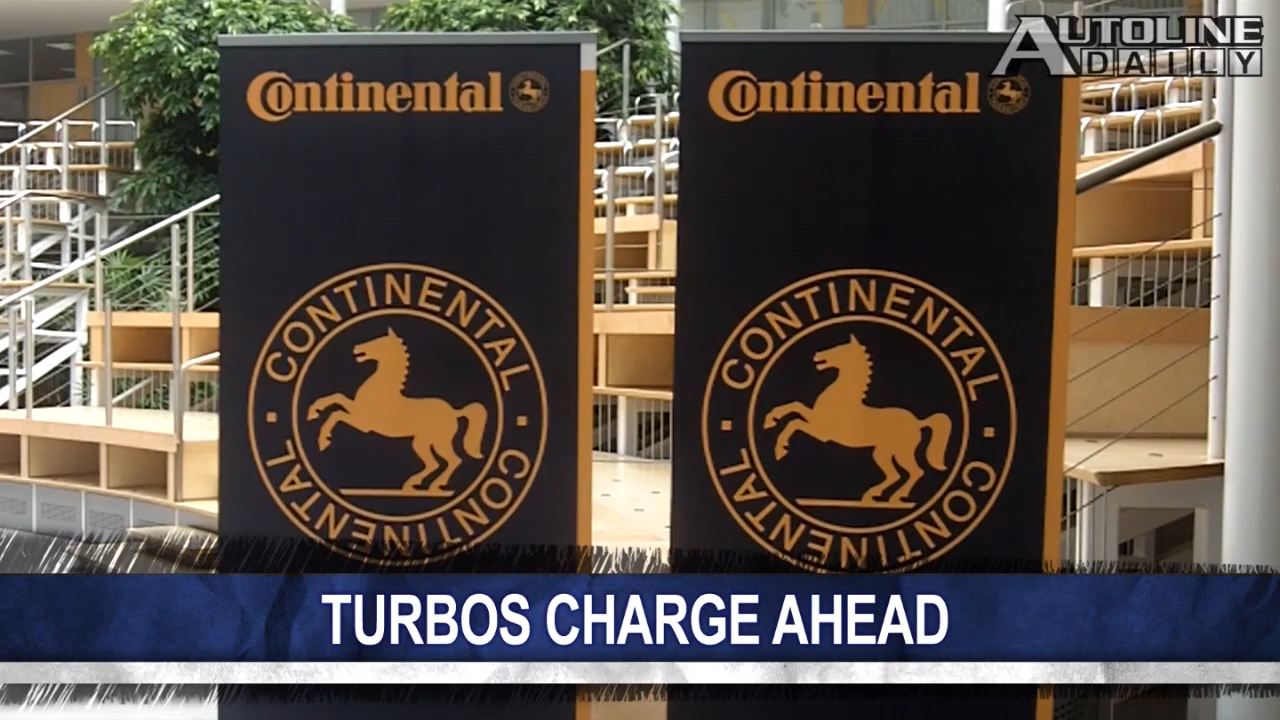 AUTOLINE
DAILY
Continental
Continental
CONTINENTAL
CONTINENTAL
CONTINENTAL
CONTINENTAL
TURBOS CHARGE AHEAD